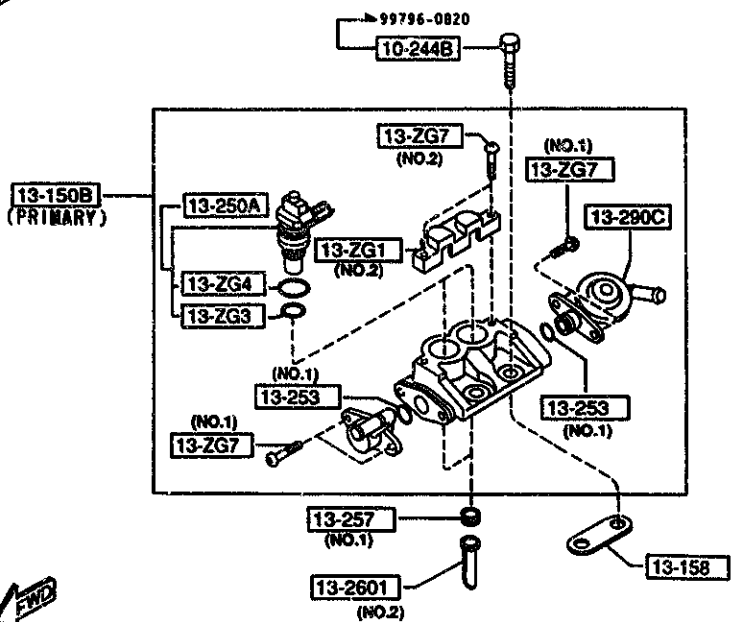 99796-0820
10-244B
13-ZG7
(NO.2)
(NO.1)
13-ZG7
13-150B
(PRIMARY)
13-250A
13-290C
13-ZG1
(NO.2)
13-ZG4
13-ZG3
(NO.1)
13-253
13-253
(NO.1)
(NO.1)
13-ZG7
13-257
(NO.1)
13-158
13-2601
(NO.2)
FWD